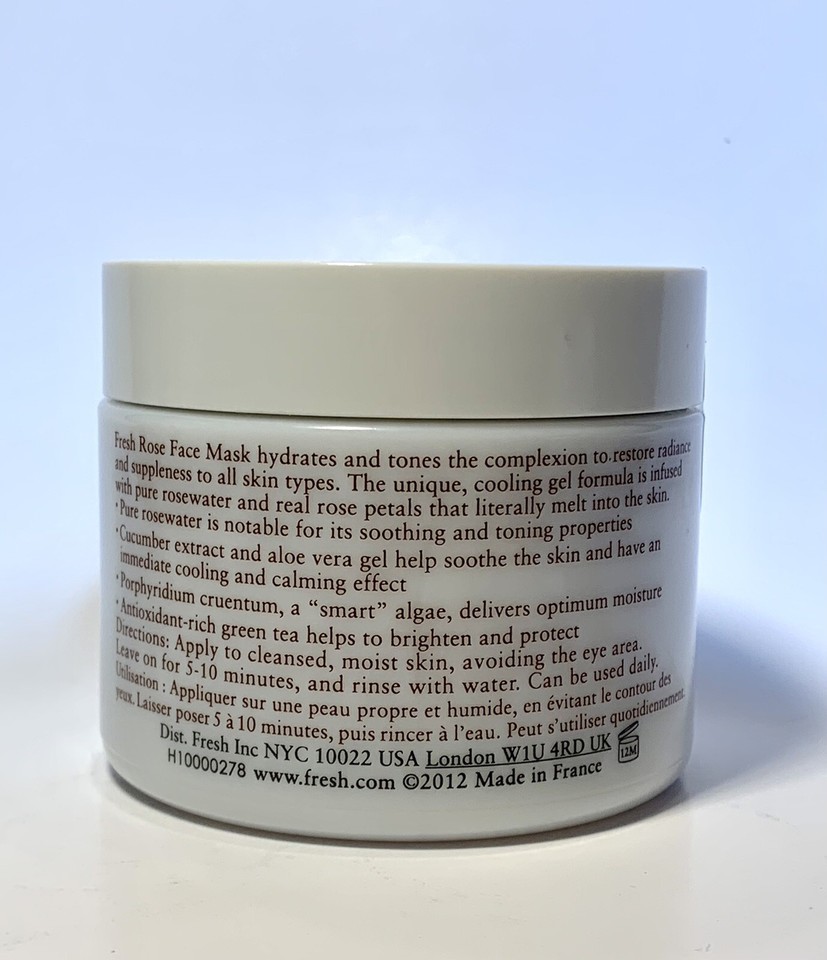 Fresh Rose Face Mask hydrates and tones the complexion to restore radiance
and suppleness to all skin types. The unique, cooling gel formula is infused
with pure rosewater and real rose petals that literally melt into the skin.
·Pure rosewater is notable for its soothing and toning properties
·Cucumber extract and aloe vera gel help soothe the skin and have an
immediate cooling and calming effect
·Porphyridium cruentum, a “smart” algae, delivers optimum moisture
·Antioxidant-rich green tea helps to brighten and protect
Directions: Apply to cleansed, moist skin, avoiding the eye area.
Leave on for 5-10 minutes, and rinse with water. Can be used daily.
Utilisation : Appliquer sur une peau propre et humide, en évitant le contour des
yeux. Laisser poser 5 à 10 minutes, puis rincer à l’eau. Peut s’utiliser quotidiennement.
Dist. Fresh Inc NYC 10022 USA London W1U 4RD UK 12M
H10000278 www.fresh.com ©2012 Made in France